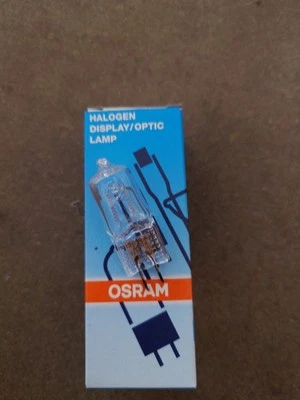 HALOGEN
DISPLAY/OPTIC
LAMP
OSRAM